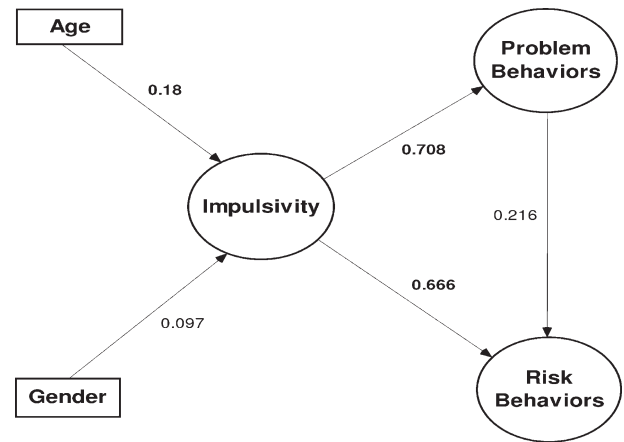 Age
Problem
Behaviors
0.18
0.708
Impulsivity
0.216
0.666
0.097
Risk
Behaviors
Gender